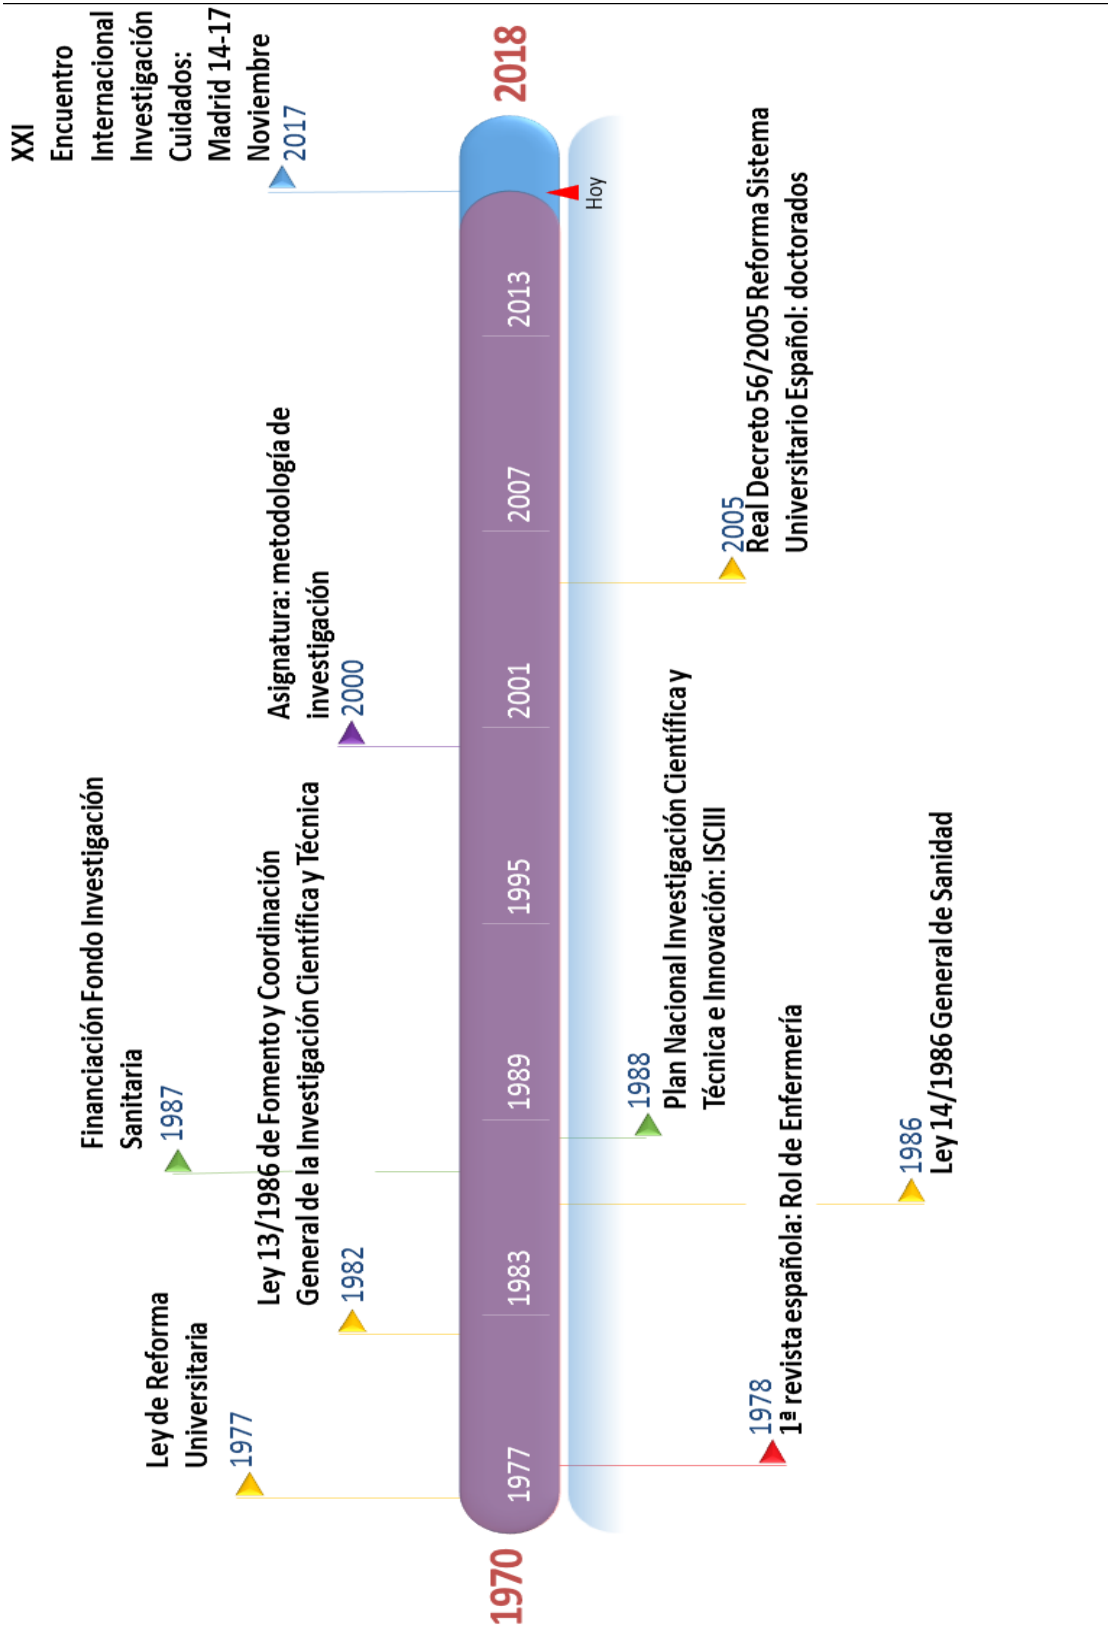 1970
1977
1983
1989
1995
2001
2007
2013
2018
Hoy
Ley de Reforma
Universitaria
1977
Ley 13/1986 de Fomento y Coordinación
General de la Investigación Científica y Técnica
1982
Financiación Fondo Investigación
Sanitaria
1987
Asignatura: metodología de
investigación
2000
XXI
Encuentro
Internacional
Investigación
Cuidados:
Madrid 14-17
Noviembre
2017
1978
1ª revista española: Rol de Enfermería
1986
Ley 14/1986 General de Sanidad
1988
Plan Nacional Investigación Científica y
Técnica e Innovación: ISCIII
2005
Real Decreto 56/2005 Reforma Sistema
Universitario Español: doctorados